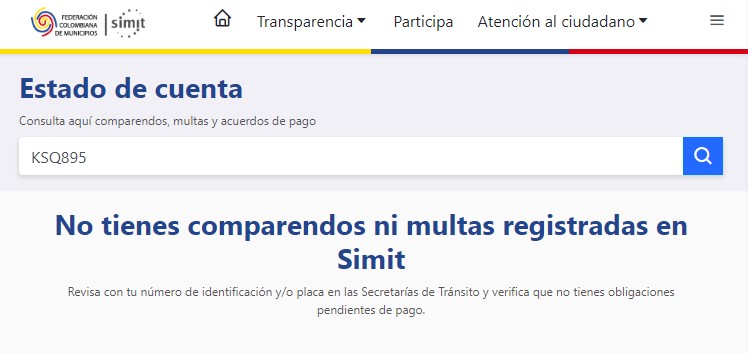 FEDERACIÓN
COLOMBIANA
DE MUNICIPIOS
simit
Transparencia
Participa
Atención al ciudadano
Estado de cuenta
Consulta aquí comparendos, multas y acuerdos de pago
KSQ895
No tienes comparendos ni multas registradas en
Simit
Revisa con tu número de identificación y/o placa en las Secretarías de Tránsito y verifica que no tienes obligaciones
pendientes de pago.